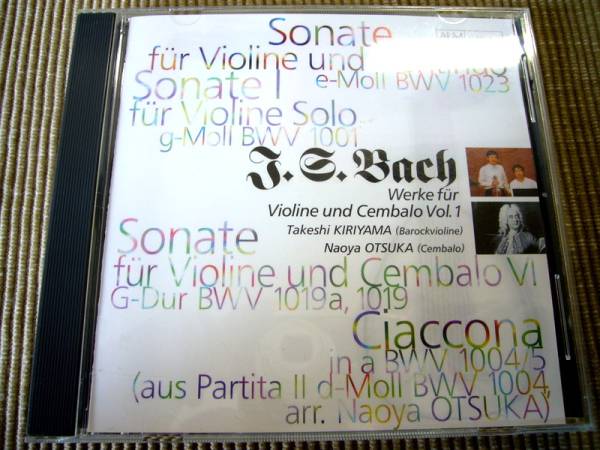 Sonate
für Violine und
e-Moll BWV 1023
Sonate I
für Violine Solo
g-Moll BWV 1001
J. S. Bach
Werke für
Violine und Cembalo Vol. 1
Takeshi KIRIYAMA (Barockvioline)
Naoya OTSUKA (Cembalo)
Sonate
für Violine und Cembalo VI
G-Dur BWV 1019a, 1019
Ciaccona
in a BWV 1004/5
(aus Partita II d-Moll BWV 1004,
arr. Naoya OTSUKA)